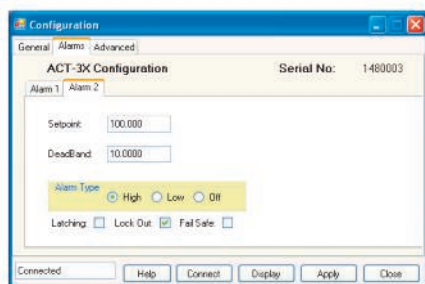 Configuration
General Alarms Advanced
ACT-3X Configuration Serial No: 1480003
Alarm 1 Alarm 2
Setpoint: 100.000
DeadBand: 10.0000
Alarm Type
High Low Off
Latching: Lock Out: Fail Safe:
Connected Help Connect Display Apply Close